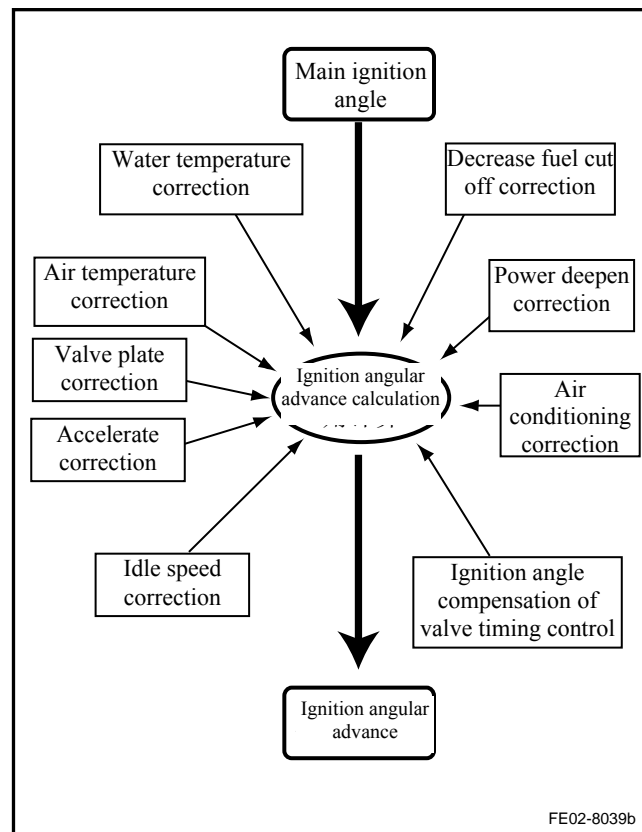 Main ignition
angle
Water temperature
correction
Decrease fuel cut
off correction
Air temperature
correction
Power deepen
correction
Valve plate
correction
Ignition angular
advance calculation
Air
conditioning
correction
Accelerate
correction
Idle speed
correction
Ignition angle
compensation of
valve timing control
Ignition angular
advance
FE02-8039b